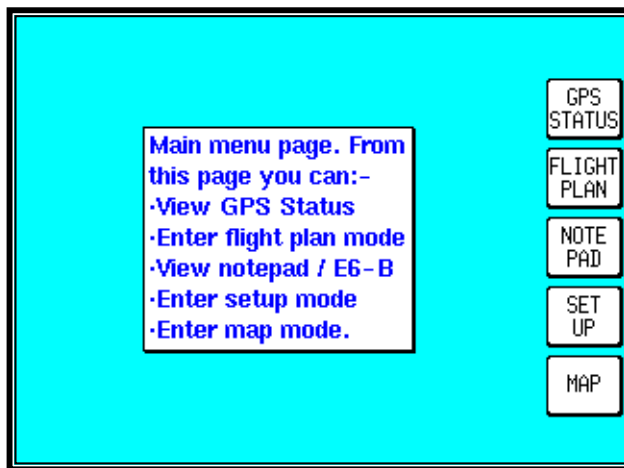 Main menu page. From
this page you can:-
·View GPS Status
·Enter flight plan mode
·View notepad / E6-B
·Enter setup mode
·Enter map mode.
GPS
STATUS
FLIGHT
PLAN
NOTE
PAD
SET
UP
MAP